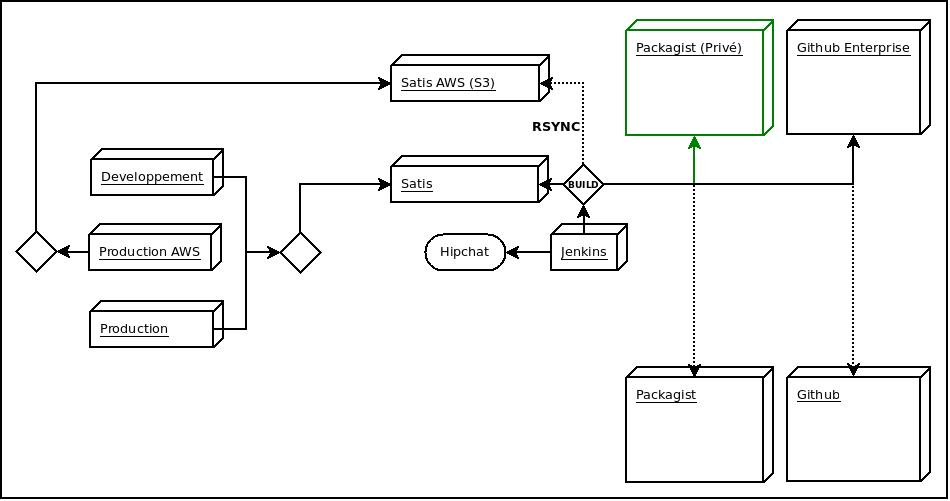 Packagist (Privé)
Github Enterprise
Satis AWS (S3)
RSYNC
Developpement
Satis
BUILD
Production AWS
Hipchat
Jenkins
Production
Packagist
Github